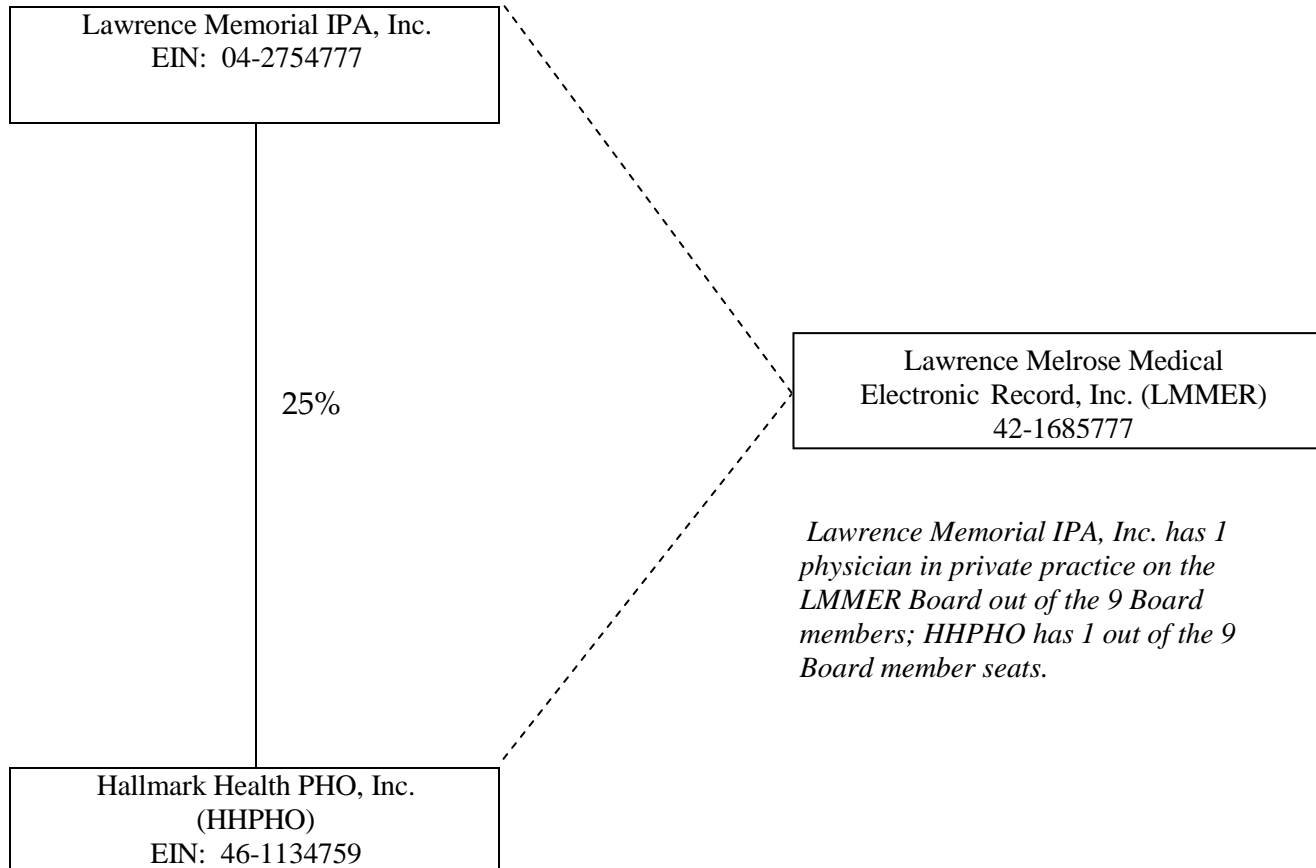 Lawrence Memorial IPA, Inc.
EIN: 04-2754777
25%
Lawrence Melrose Medical
Electronic Record, Inc. (LMMER)
42-1685777
Lawrence Memorial IPA, Inc. has 1
physician in private practice on the
LMMER Board out of the 9 Board
members; HHPHO has 1 out of the 9
Board member seats.
Hallmark Health PHO, Inc.
(HHPHO)
EIN: 46-1134759